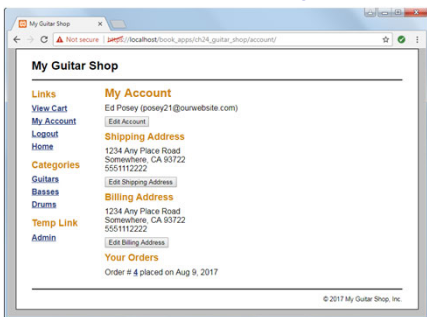 My Guitar Shop
Not secure | https://localhost/book_apps/ch24_guitar_shop/account/
My Guitar Shop
Links
View Cart
My Account
Logout
Home
Categories
Guitars
Basses
Drums
Temp Link
Admin
My Account
Ed Posey (posey21@ourwebsite.com)
Edit Account
Shipping Address
1234 Any Place Road
Somewhere, CA 93722
5551112222
Edit Shipping Address
Billing Address
1234 Any Place Road
Somewhere, CA 93722
5551112222
Edit Billing Address
Your Orders
Order # 4 placed on Aug 9, 2017
© 2017 My Guitar Shop, Inc.